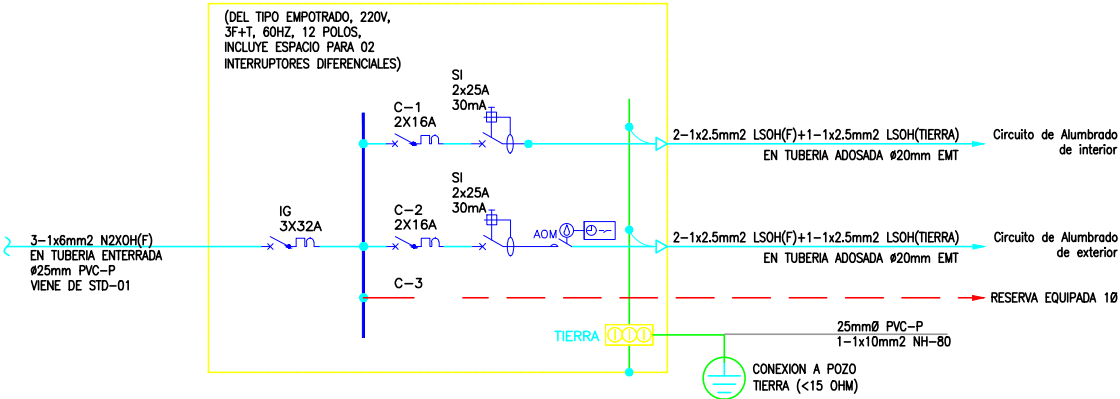 (DEL TIPO EMPOTRADO, 220V,
3F+T, 60HZ, 12 POLOS,
INCLUYE ESPACIO PARA 02
INTERRUPTORES DIFERENCIALES)
SI
2x25A
30mA
C-1
2X16A
2-1x2.5mm2 LSOH(F)+1-1x2.5mm2 LSOH(TIERRA)
EN TUBERIA ADOSADA ø20mm EMT
Circuito de Alumbrado
de interior
SI
2x25A
30mA
IG
3X32A
C-2
2X16A
AOM
3-1x6mm2 N2XOH(F)
EN TUBERIA ENTERRADA
ø25mm PVC-P
VIENE DE STD-01
2-1x2.5mm2 LSOH(F)+1-1x2.5mm2 LSOH(TIERRA)
EN TUBERIA ADOSADA ø20mm EMT
Circuito de Alumbrado
de exterior
C-3
RESERVA EQUIPADA 1Ø
TIERRA
25mmØ PVC-P
1-1x10mm2 NH-80
CONEXION A POZO
TIERRA (<15 OHM)